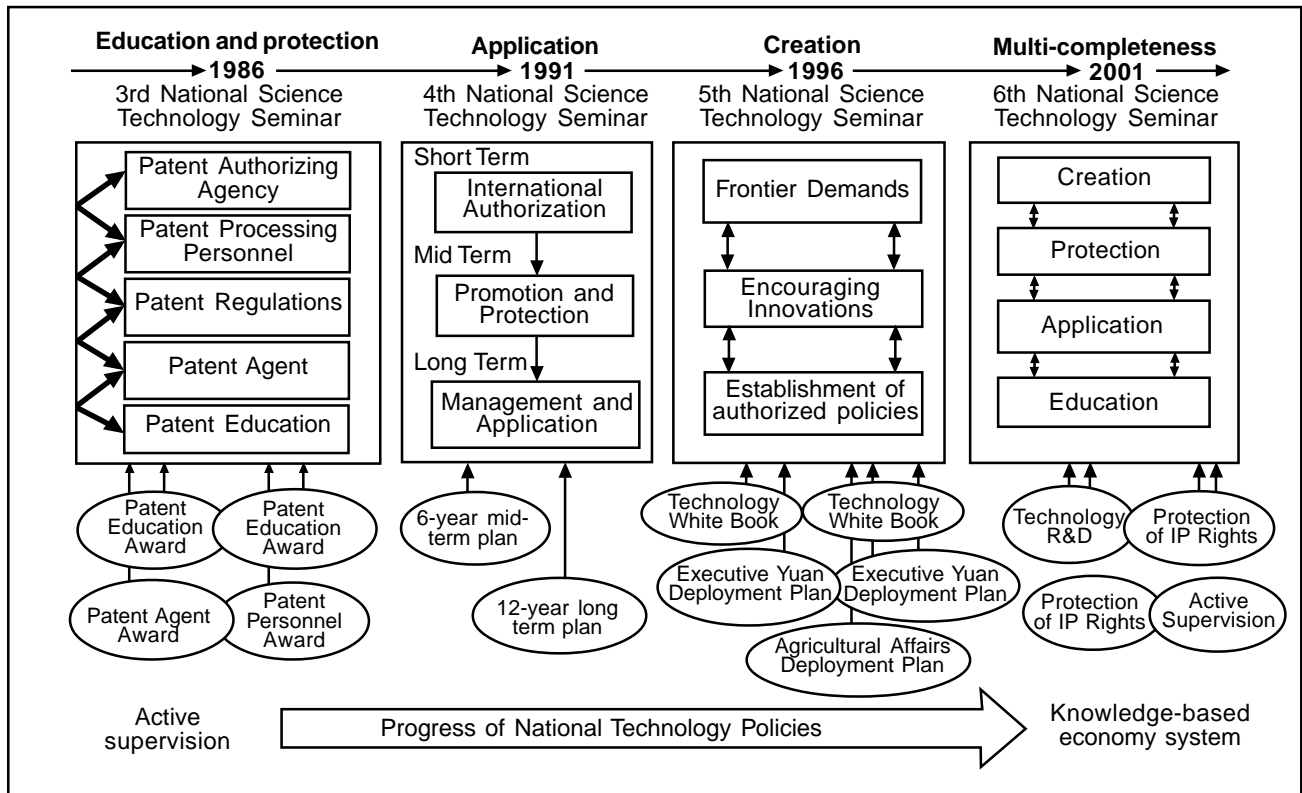 Education and protection
1986
3rd National Science
Technology Seminar
Patent Authorizing
Agency
Patent Processing
Personnel
Patent Regulations
Patent Agent
Patent Education
Patent
Education
Award
Patent
Education
Award
Patent Agent
Award
Patent
Personnel
Award
Application
1991
4th National Science
Technology Seminar
Short Term
International
Authorization
Mid Term
Promotion and
Protection
Long Term
Management and
Application
6-year mid-
term plan
12-year long
term plan
Creation
1996
5th National Science
Technology Seminar
Frontier Demands
Encouraging
Innovations
Establishment of
authorized policies
Technology
White Book
Technology
White Book
Executive Yuan
Deployment Plan
Executive Yuan
Deployment Plan
Agricultural Affairs
Deployment Plan
Multi-completeness
2001
6th National Science
Technology Seminar
Creation
Protection
Application
Education
Technology
R&D
Protection
of IP Rights
Protection
of IP Rights
Active
Supervision
Active
supervision
Progress of National Technology Policies
Knowledge-based
economy system